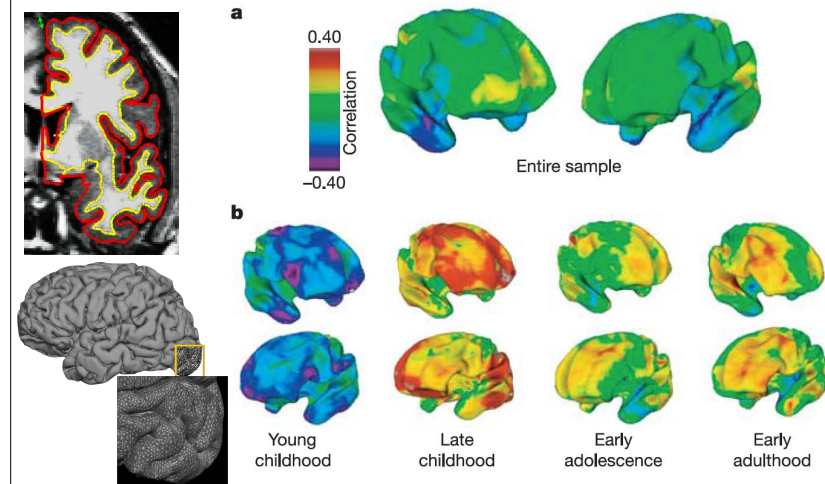 a
0.40
Correlation
−0.40
Entire sample
b
Young
childhood
Late
childhood
Early
adolescence
Early
adulthood